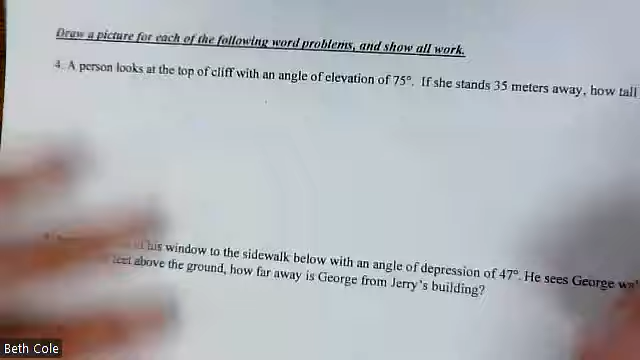 Draw a picture for each of the following word problems, and show all work.
4. A person looks at the top of cliff with an angle of elevation of 75°. If she stands 35 meters away, how tall
his window to the sidewalk below with an angle of depression of 47°. He sees George
feet above the ground, how far away is George from Jerry's building?
Beth Cole